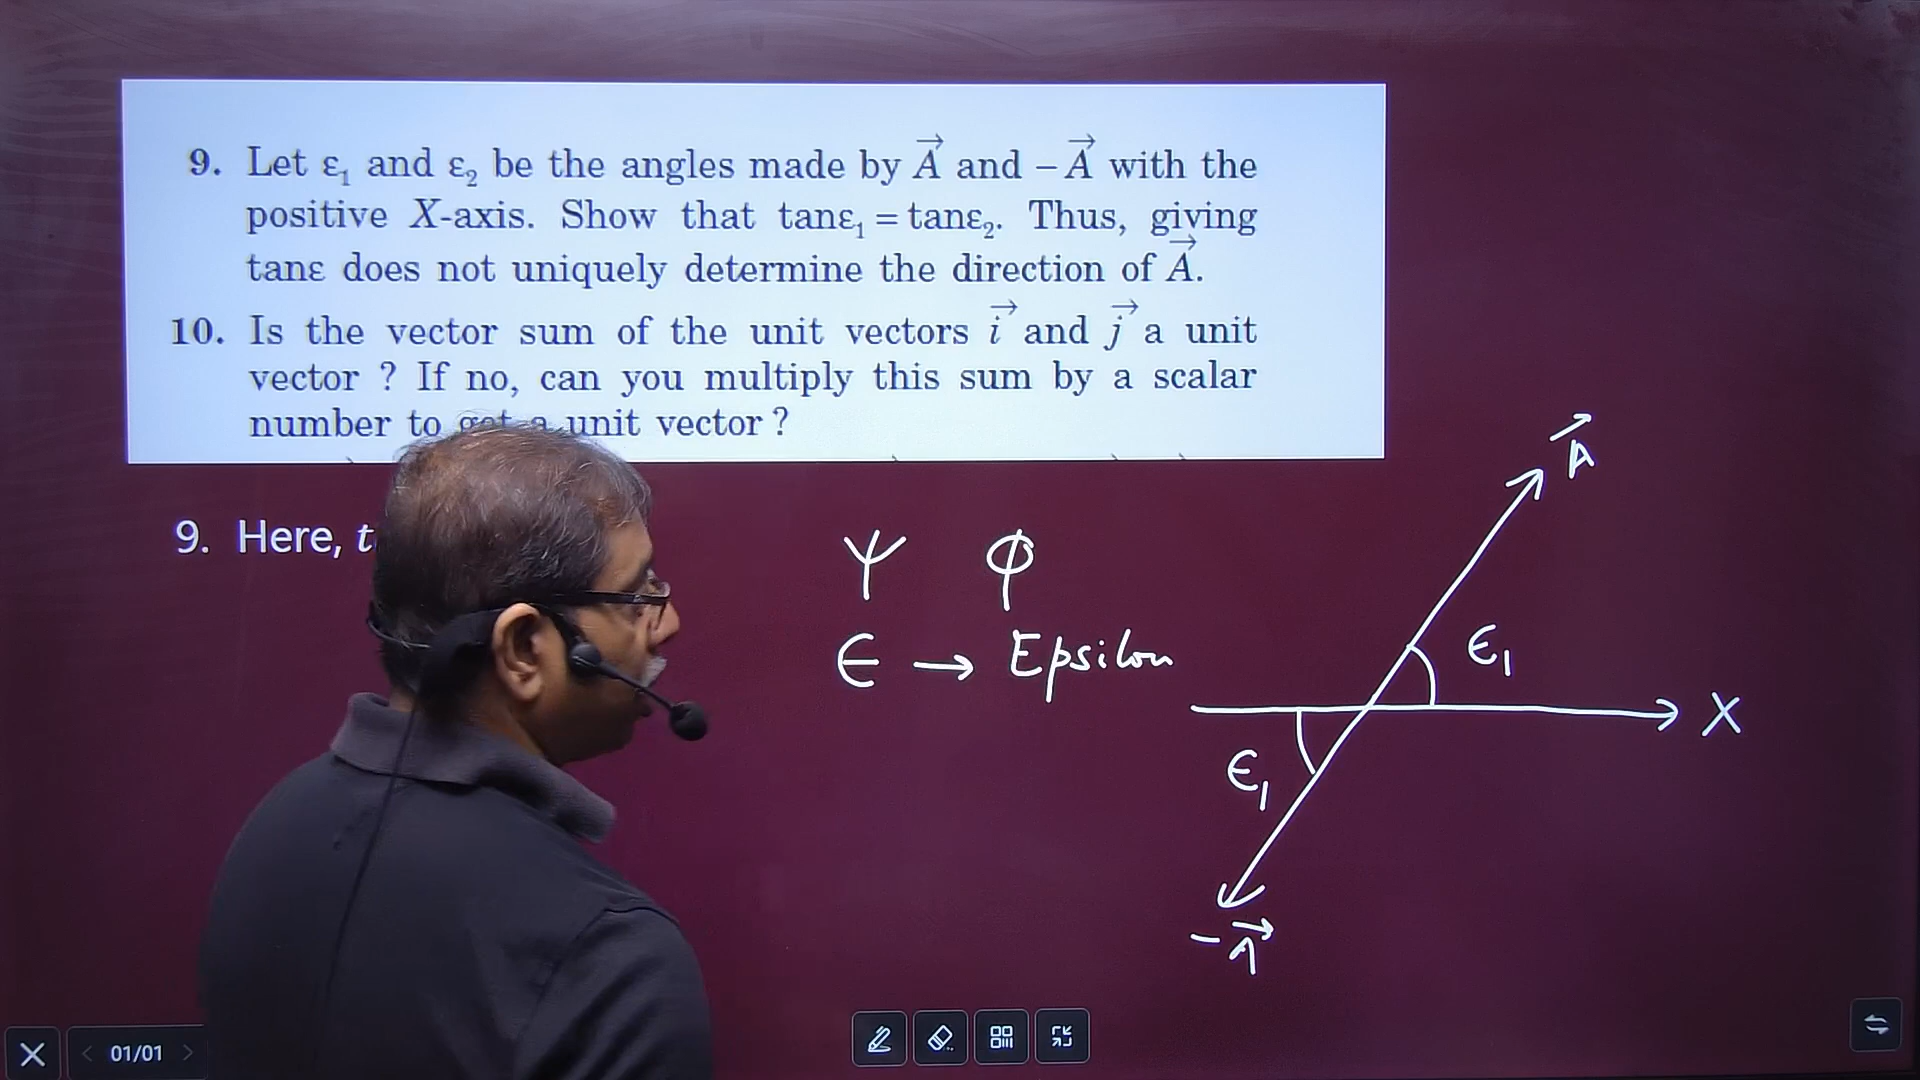 9. Let ε₁ and ε₂ be the angles made by A⃗ and – A⃗ with the
positive X-axis. Show that tanε₁ = tanε₂. Thus, giving
tanε does not uniquely determine the direction of A⃗.
10. Is the vector sum of the unit vectors i⃗ and j⃗ a unit
vector ? If no, can you multiply this sum by a scalar
number to get a unit vector ?
9. Here, t
ψ φ
ϵ → Epsilon
A⃗
ϵ₁
X
ϵ₁
– A⃗
01/01